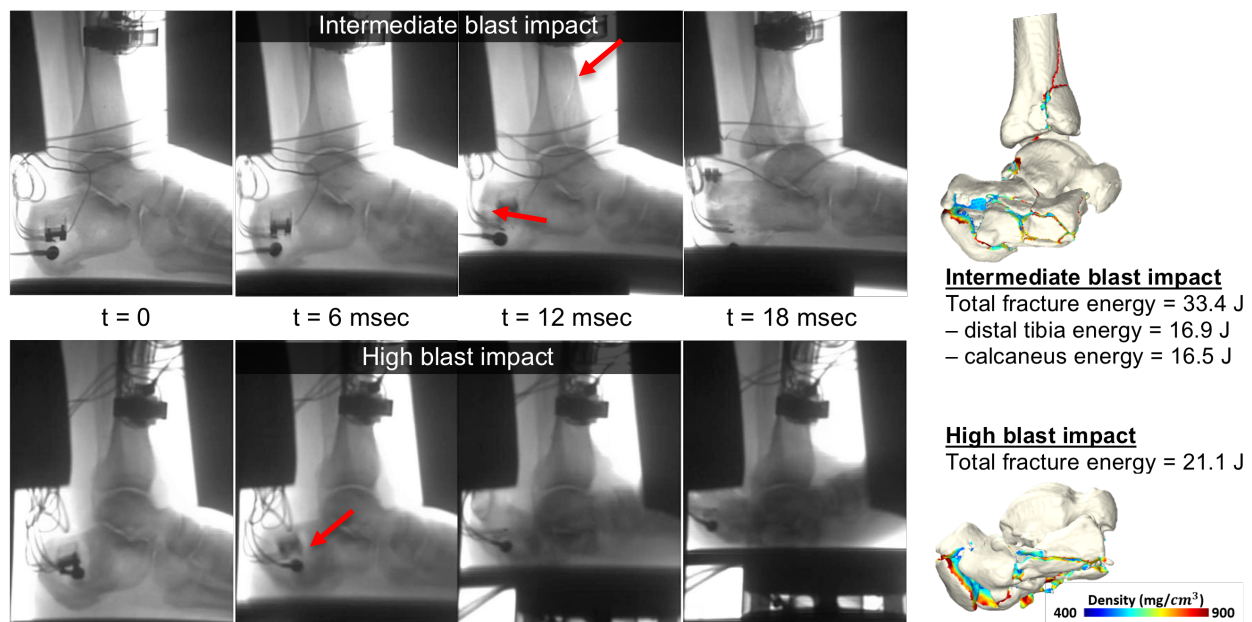 Intermediate blast impact
t = 0
t = 6 msec
t = 12 msec
t = 18 msec
High blast impact
Intermediate blast impact
Total fracture energy = 33.4 J
– distal tibia energy = 16.9 J
– calcaneus energy = 16.5 J
High blast impact
Total fracture energy = 21.1 J
Density (mg/cm³)
400
900